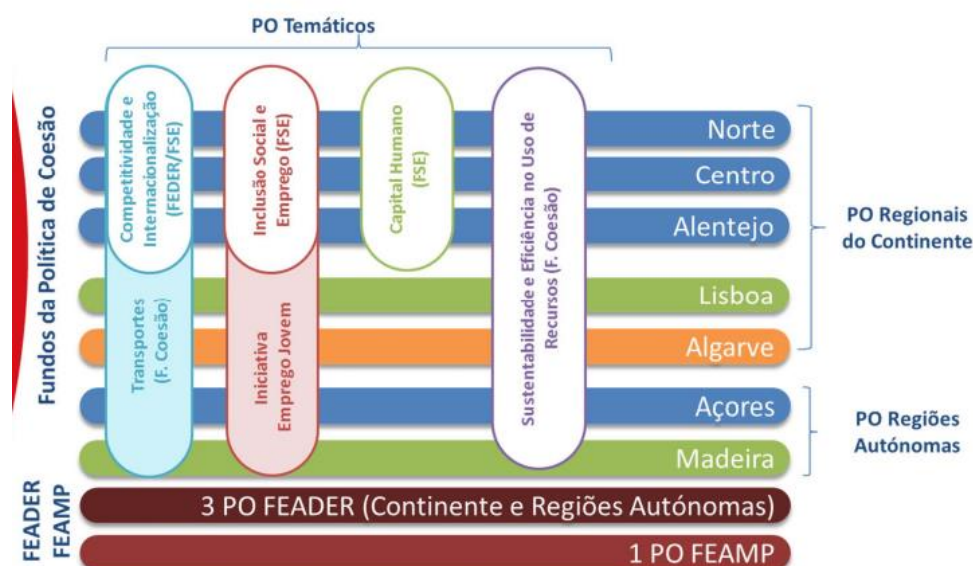 PO Temáticos
Fundos da Política de Coesão
Competitividade e
Internacionalização
(FEDER/FSE)
Transportes
(F. Coesão)
Inclusão Social e
Emprego (FSE)
Iniciativa
Emprego Jovem
Capital Humano
(FSE)
Sustentabilidade e Eficiência no Uso de
Recursos (F. Coesão)
Norte
Centro
Alentejo
Lisboa
Algarve
Açores
Madeira
PO Regionais
do Continente
PO Regiões
Autónomas
FEADER
FEAMP
3 PO FEADER (Continente e Regiões Autónomas)
1 PO FEAMP